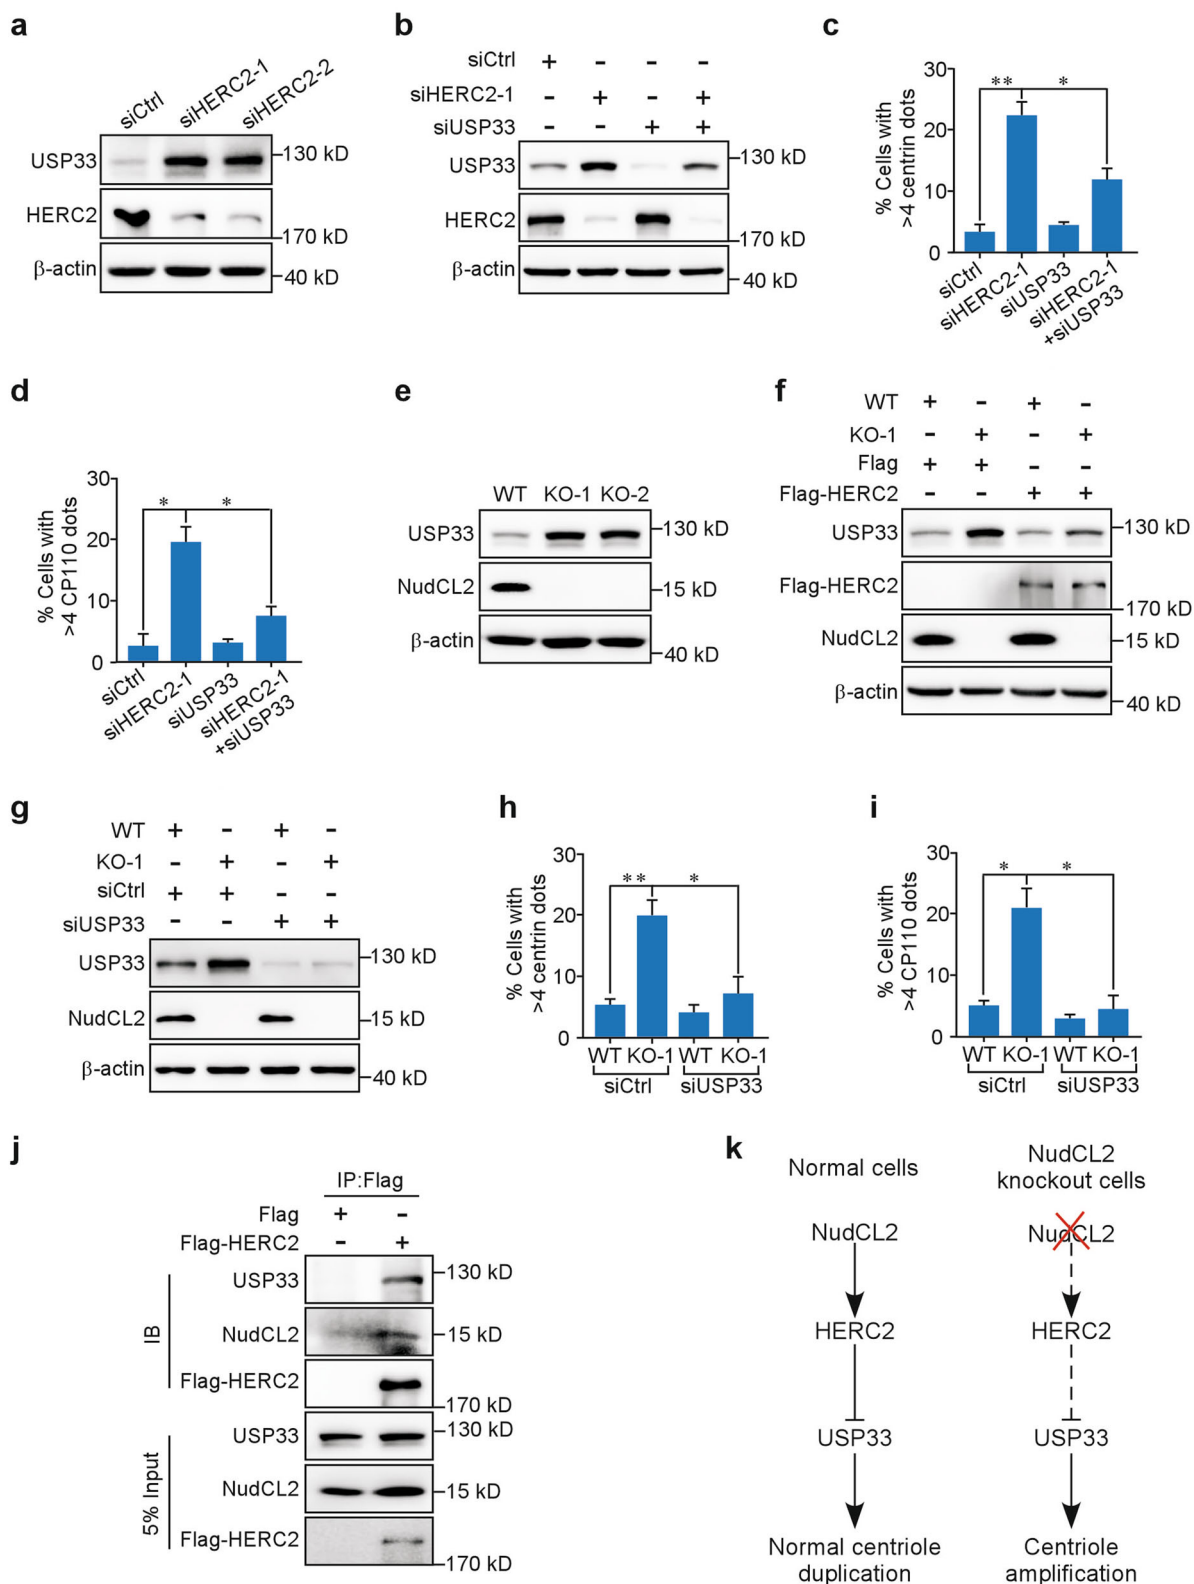 a
siCtrl siHERC2-1 siHERC2-2
USP33 130 kD
HERC2 170 kD
β-actin 40 kD
b
siCtrl + - - -
siHERC2-1 - + - +
siUSP33 - - + +
USP33 130 kD
HERC2 170 kD
β-actin 40 kD
c
% Cells with
>4 centrin dots
30
20
10
0
** *
siCtrl siHERC2-1 siUSP33 siHERC2-1
+siUSP33
d
% Cells with
>4 CP110 dots
30
20
10
0
* *
siCtrl siHERC2-1 siUSP33 siHERC2-1
+siUSP33
e
WT KO-1 KO-2
USP33 130 kD
NudCL2 15 kD
β-actin 40 kD
f
WT + - + -
KO-1 - + - +
Flag + + - -
Flag-HERC2 - - + +
USP33 130 kD
Flag-HERC2 170 kD
NudCL2 15 kD
β-actin 40 kD
g
WT + - + -
KO-1 - + - +
siCtrl + + - -
siUSP33 - - + +
USP33 130 kD
NudCL2 15 kD
β-actin 40 kD
h
% Cells with
>4 centrin dots
30
20
10
0
** *
WT KO-1 WT KO-1
siCtrl siUSP33
i
% Cells with
>4 CP110 dots
30
20
10
0
* *
WT KO-1 WT KO-1
siCtrl siUSP33
j
IP:Flag
Flag + -
Flag-HERC2 - +
IB
USP33 130 kD
NudCL2 15 kD
Flag-HERC2 170 kD
5% Input
USP33 130 kD
NudCL2 15 kD
Flag-HERC2 170 kD
k
Normal cells
NudCL2
HERC2
USP33
Normal centriole
duplication
NudCL2
knockout cells
NudCL2
HERC2
USP33
Centriole
amplification